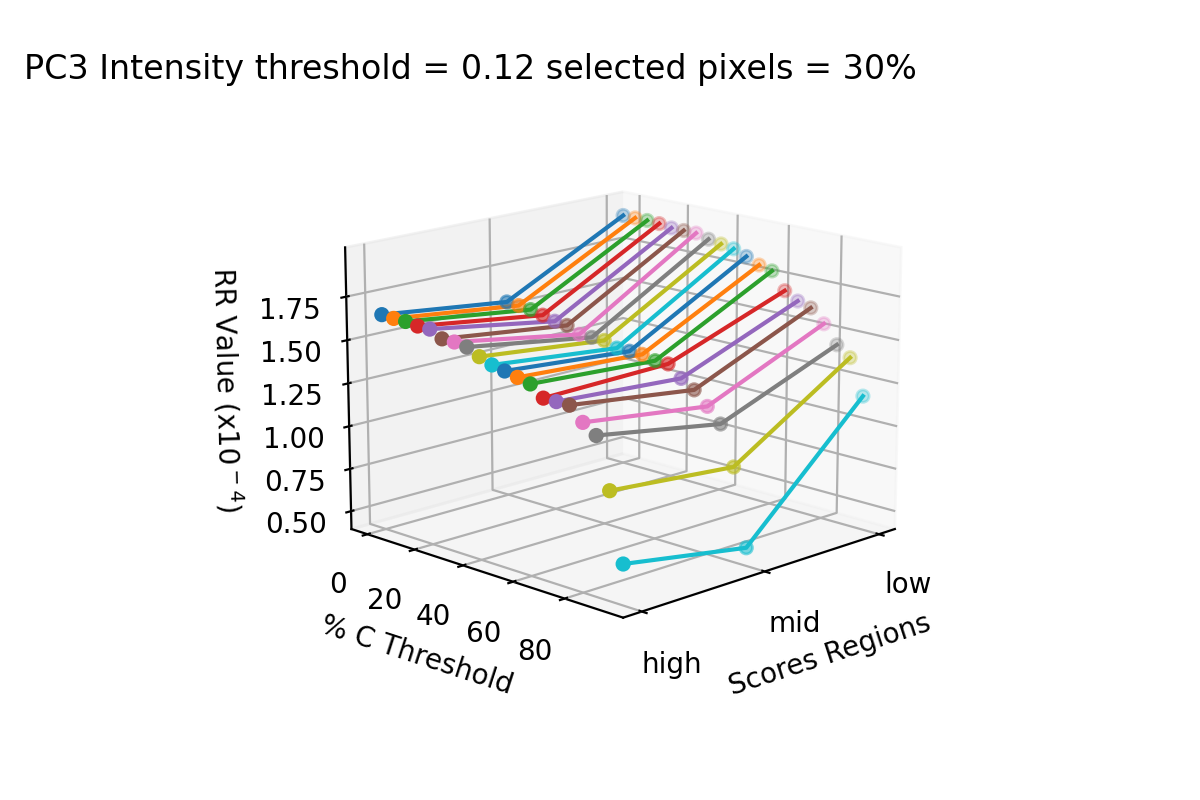 PC3 Intensity threshold = 0.12 selected pixels = 30%
RR Value (x10⁻⁴)
1.75
1.50
1.25
1.00
0.75
0.50
0
20
40
60
80
% C Threshold
high
mid
low
Scores Regions